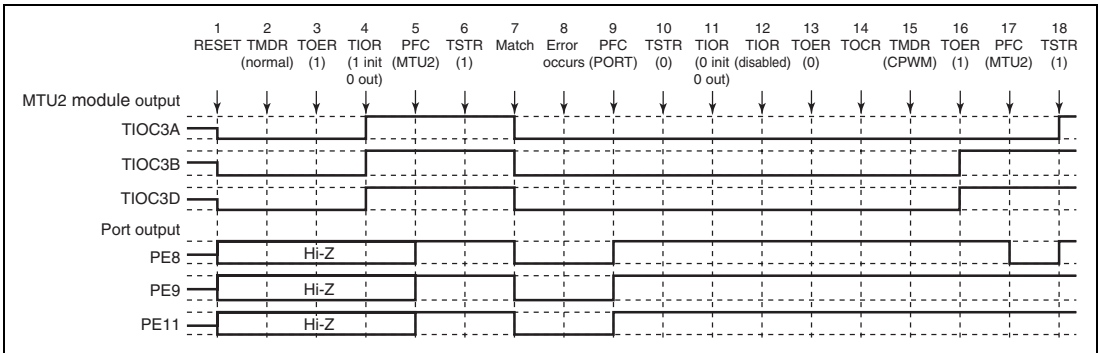 1 2 3 4 5 6 7 8 9 10 11 12 13 14 15 16 17 18
RESET TMDR TOER TIOR PFC TSTR Match Error PFC TSTR TIOR TIOR TOER TOCR TMDR TOER PFC TSTR
(normal) (1) (1 init (MTU2) (1) occurs (PORT) (0) (0 init (disabled) (0) (CPWM) (1) (MTU2) (1)
0 out) 0 out)
MTU2 module output
TIOC3A
TIOC3B
TIOC3D
Port output
PE8 Hi-Z
PE9 Hi-Z
PE11 Hi-Z